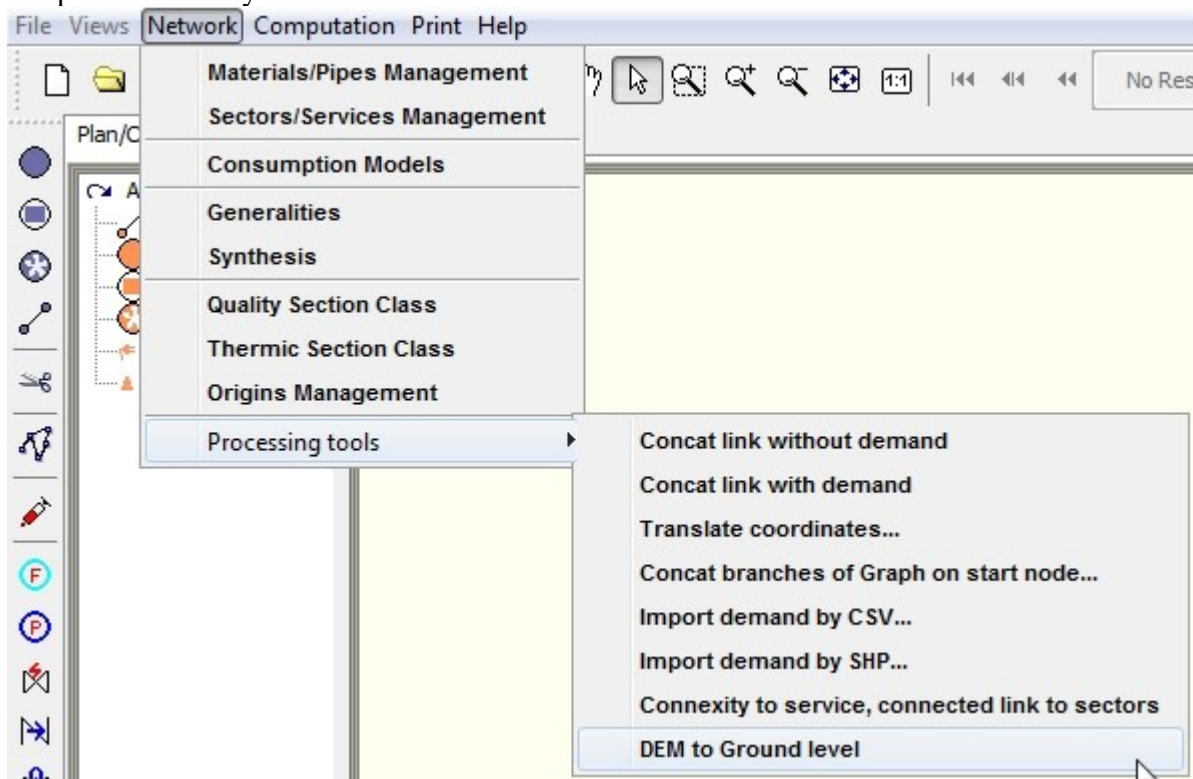 File Views Network Computation Print Help
Materials/Pipes Management
1:1
No Res
Sectors/Services Management
Plan/C
Consumption Models
A
Generalities
Synthesis
Quality Section Class
Thermic Section Class
Origins Management
Processing tools
Concat link without demand
Concat link with demand
Translate coordinates...
Concat branches of Graph on start node...
F
Import demand by CSV...
P
Import demand by SHP...
Connexity to service, connected link to sectors
DEM to Ground level